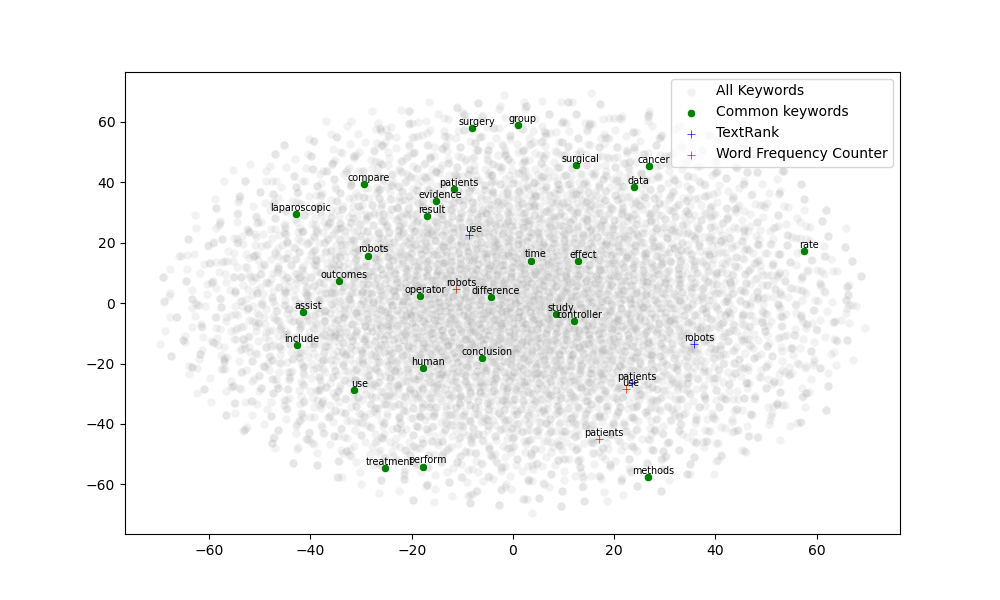 All Keywords
Common keywords
TextRank
Word Frequency Counter
surgery
group
surgical
cancer
compare
patients
data
evidence
laparoscopic
result
use
rate
robots
time
effect
outcomes
robots
operator
difference
assist
study
controller
include
robots
conclusion
human
patients
use
use
patients
treatment
perform
methods
60
40
20
0
−20
−40
−60
−60
−40
−20
0
20
40
60